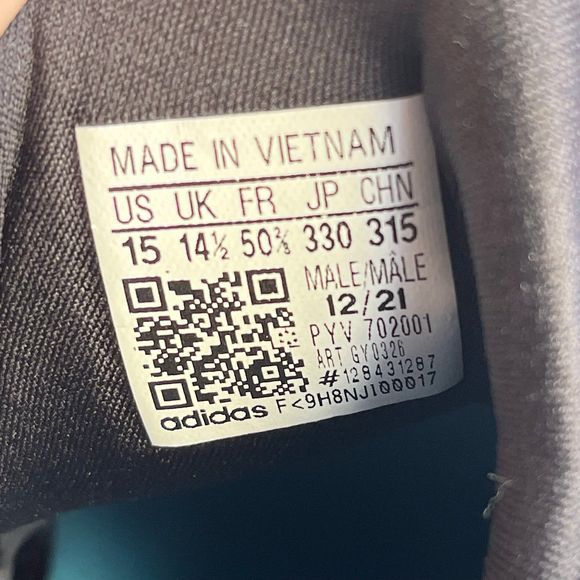 MADE IN VIETNAM
US UK FR JP CHN
15 14½ 50⅔ 330 315
MALE/MÂLE
12/21
PYV 702001
ART GY0326
#128431287
adidas F<9H8NJ100017